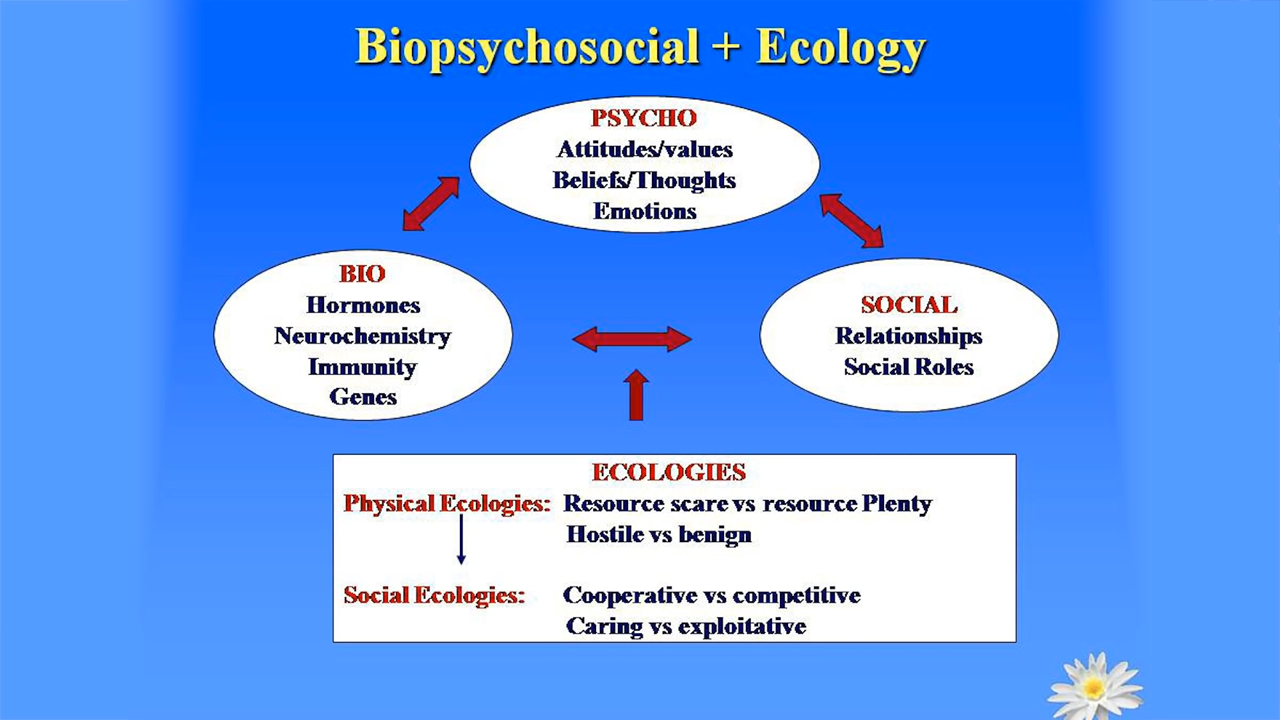 Biopsychosocial + Ecology
PSYCHO
Attitudes/values
Beliefs/Thoughts
Emotions
BIO
Hormones
Neurochemistry
Immunity
Genes
SOCIAL
Relationships
Social Roles
ECOLOGIES
Physical Ecologies: Resource scare vs resource Plenty
Hostile vs benign
Social Ecologies: Cooperative vs competitive
Caring vs exploitative